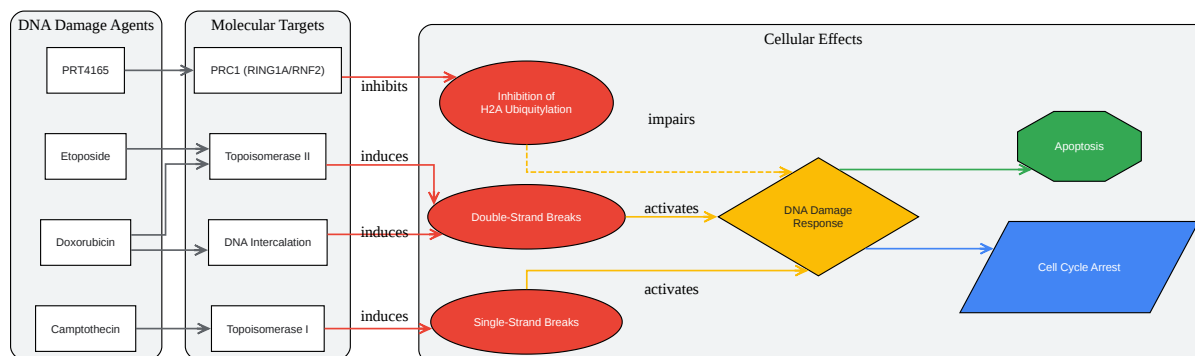 DNA Damage Agents
Molecular Targets
Cellular Effects
PRT4165
PRC1 (RING1A/RNF2)
inhibits
Inhibition of
H2A Ubiquitylation
impairs
Apoptosis
Etoposide
Topoisomerase II
induces
Doxorubicin
DNA Intercalation
induces
Double-Strand Breaks
activates
DNA Damage
Response
Cell Cycle Arrest
Camptothecin
Topoisomerase I
induces
Single-Strand Breaks
activates